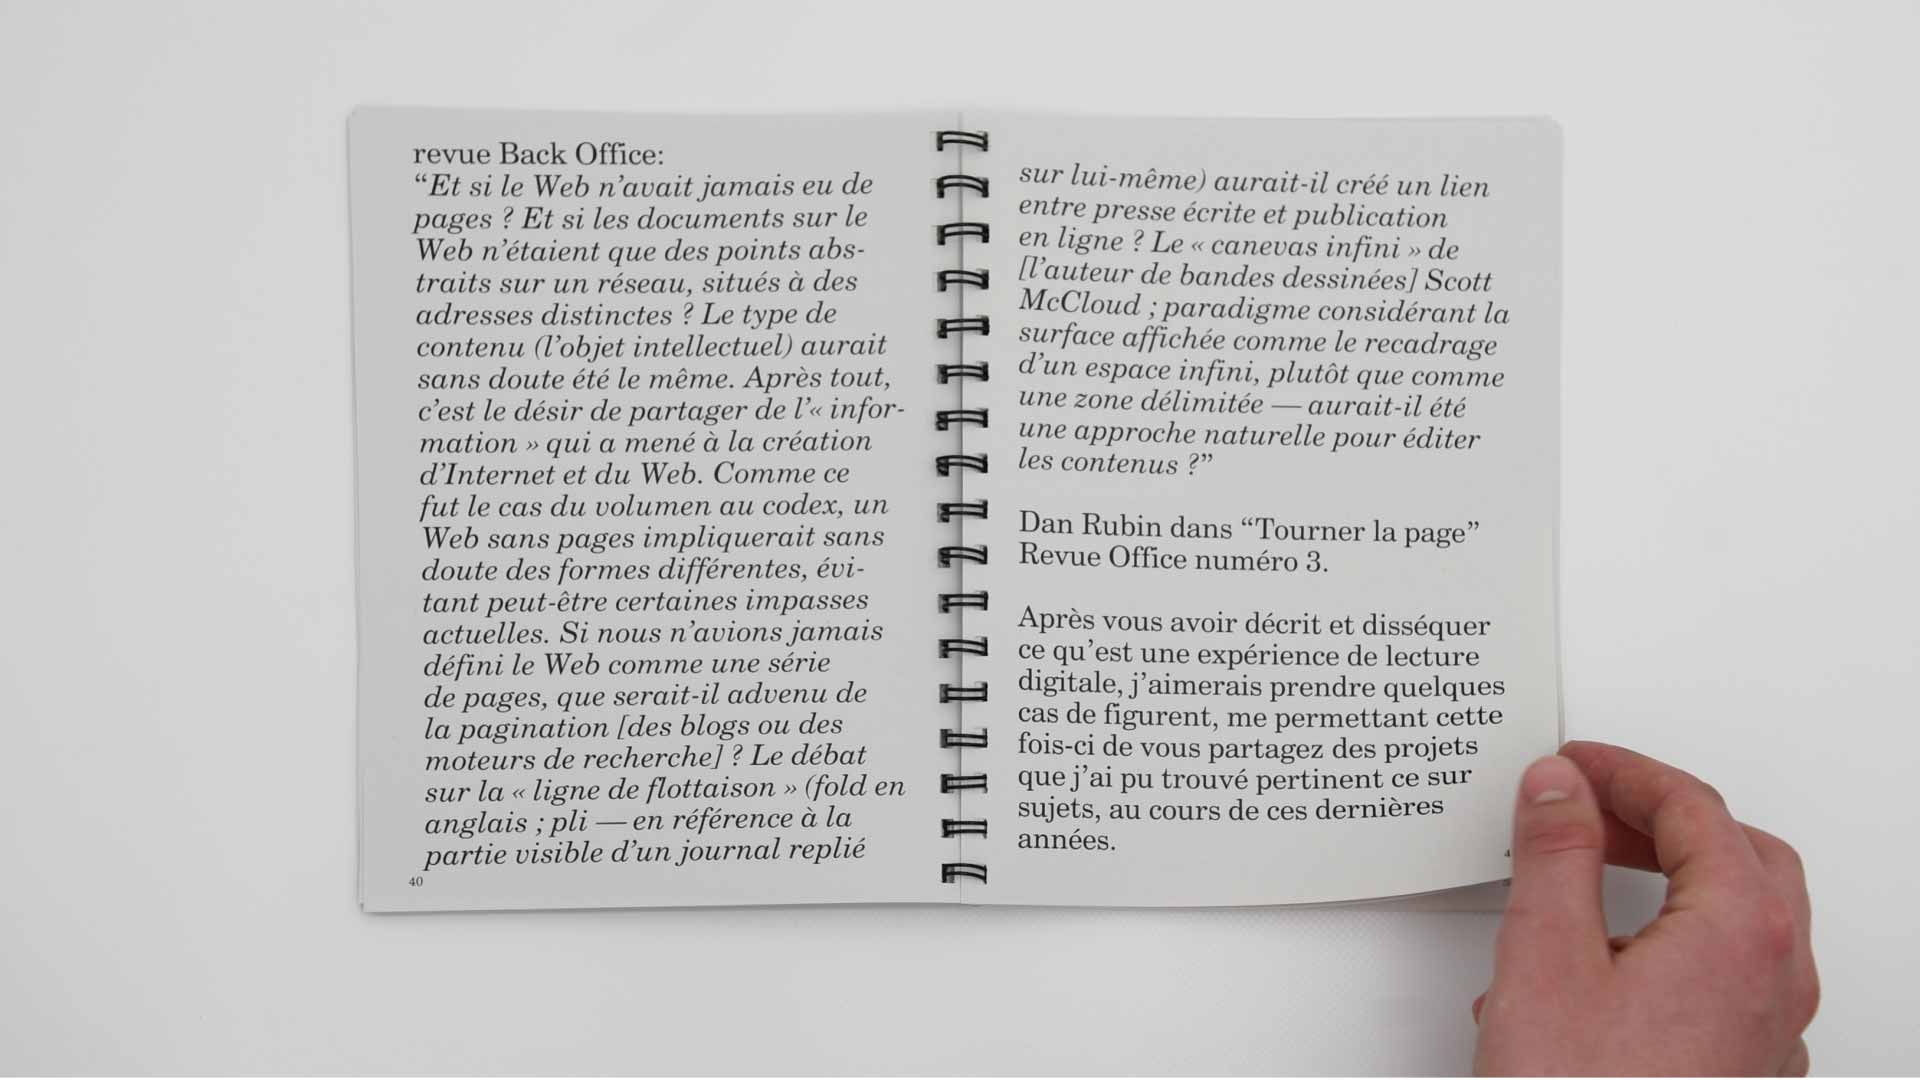 revue Back Office:
“Et si le Web n’avait jamais eu de
pages ? Et si les documents sur le
Web n’étaient que des points abs-
traits sur un réseau, situés à des
adresses distinctes ? Le type de
contenu (l’objet intellectuel) aurait
sans doute été le même. Après tout,
c’est le désir de partager de l’« infor-
mation » qui a mené à la création
d’Internet et du Web. Comme ce
fut le cas du volumen au codex, un
Web sans pages impliquerait sans
doute des formes différentes, évi-
tant peut-être certaines impasses
actuelles. Si nous n’avions jamais
défini le Web comme une série
de pages, que serait-il advenu de
la pagination [des blogs ou des
moteurs de recherche] ? Le débat
sur la « ligne de flottaison » (fold en
anglais ; pli — en référence à la
partie visible d’un journal replié
40
sur lui-même) aurait-il créé un lien
entre presse écrite et publication
en ligne ? Le « canevas infini » de
[l’auteur de bandes dessinées] Scott
McCloud ; paradigme considérant la
surface affichée comme le recadrage
d’un espace infini, plutôt que comme
une zone délimitée — aurait-il été
une approche naturelle pour éditer
les contenus ?”
Dan Rubin dans “Tourner la page”
Revue Office numéro 3.
Après vous avoir décrit et disséquer
ce qu’est une expérience de lecture
digitale, j’aimerais prendre quelques
cas de figurent, me permettant cette
fois-ci de vous partagez des projets
que j’ai pu trouvé pertinent ce sur
sujets, au cours de ces dernières
années.